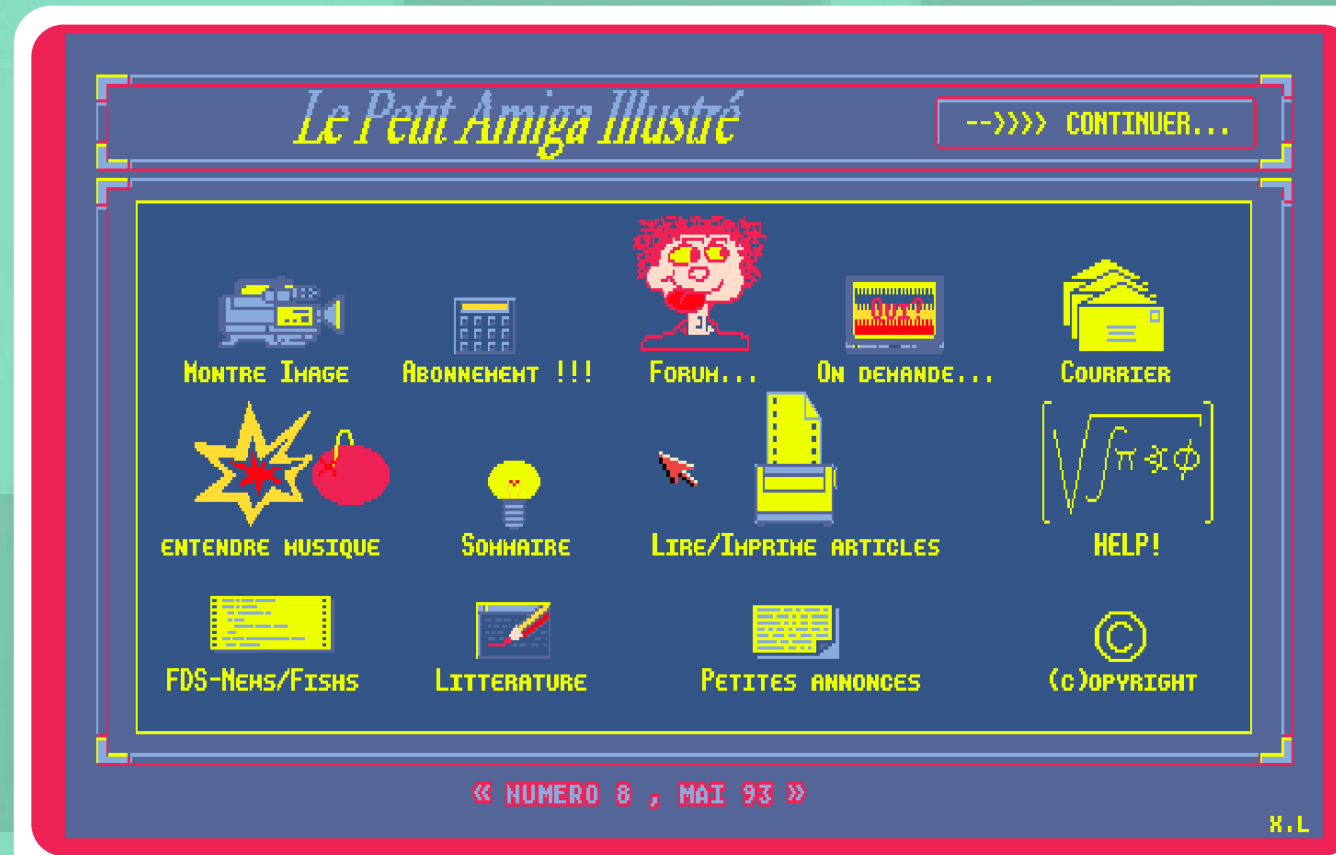 Le Petit Amiga Illustré
-->>>> CONTINUER...
Oui?
MONTRE IMAGE
ABONNEMENT !!!
FORUM...
ON DEMANDE...
COURRIER
ENTENDRE MUSIQUE
SOMMAIRE
LIRE/IMPRIME ARTICLES
HELP!
FDS-NEWS/FISHS
LITTERATURE
PETITES ANNONCES
(C)OPYRIGHT
« NUMERO 8 , MAI 93 »
X.L